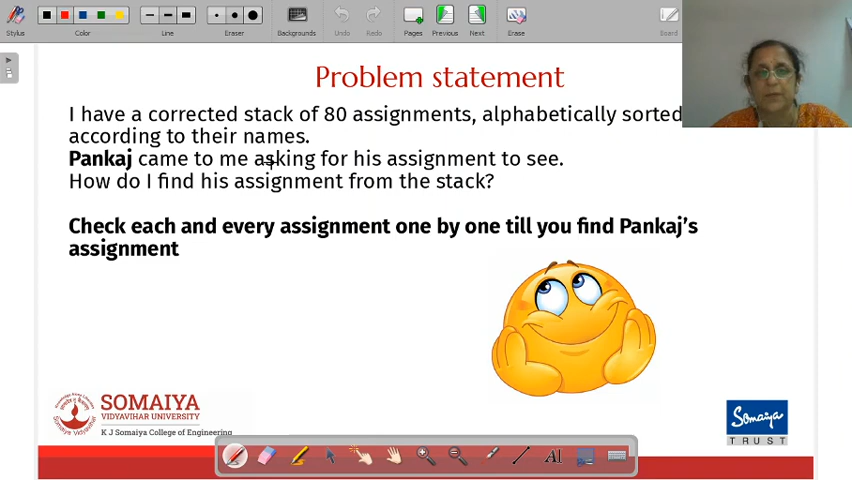 Stylus
Color
Line
Eraser
Backgrounds
Undo
Redo
Pages
Previous
Next
Erase
Board
Problem statement
I have a corrected stack of 80 assignments, alphabetically sorted
according to their names.
Pankaj came to me asking for his assignment to see.
How do I find his assignment from the stack?
Check each and every assignment one by one till you find Pankaj's
assignment
SOMAIYA
VIDYAVIHAR UNIVERSITY
K J Somaiya College of Engineering
Somaiya
TRUST
AI